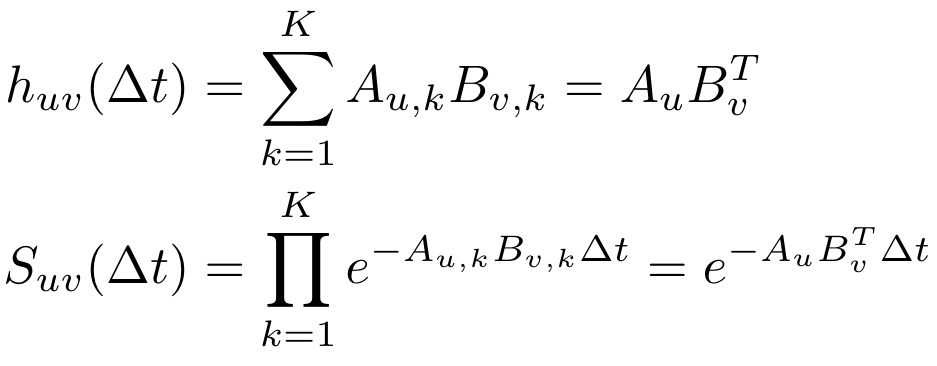 h_{uv}(\Delta t) = \sum_{k=1}^{K} A_{u,k} B_{v,k} = A_u B_v^T
S_{uv}(\Delta t) = \prod_{k=1}^{K} e^{-A_{u,k} B_{v,k} \Delta t} = e^{-A_u B_v^T \Delta t}